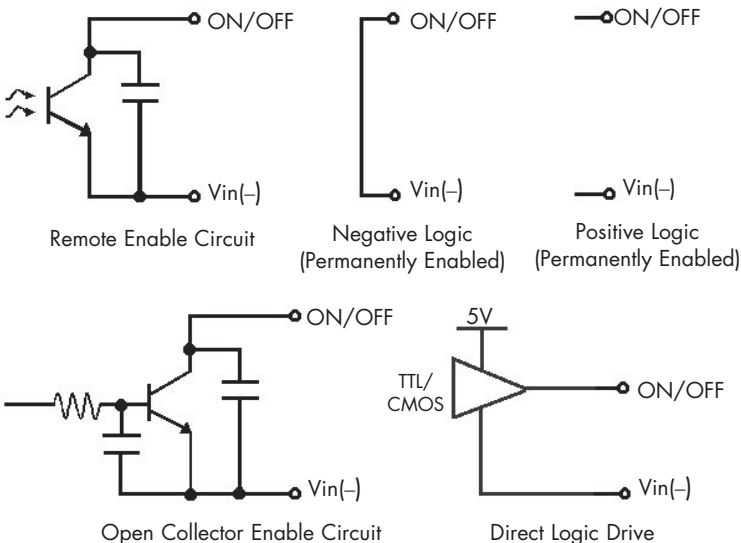 ON/OFF
Vin(–)
Remote Enable Circuit
ON/OFF
Vin(–)
Negative Logic
(Permanently Enabled)
ON/OFF
Vin(–)
Positive Logic
(Permanently Enabled)
ON/OFF
Vin(–)
Open Collector Enable Circuit
5V
TTL/
CMOS
ON/OFF
Vin(–)
Direct Logic Drive